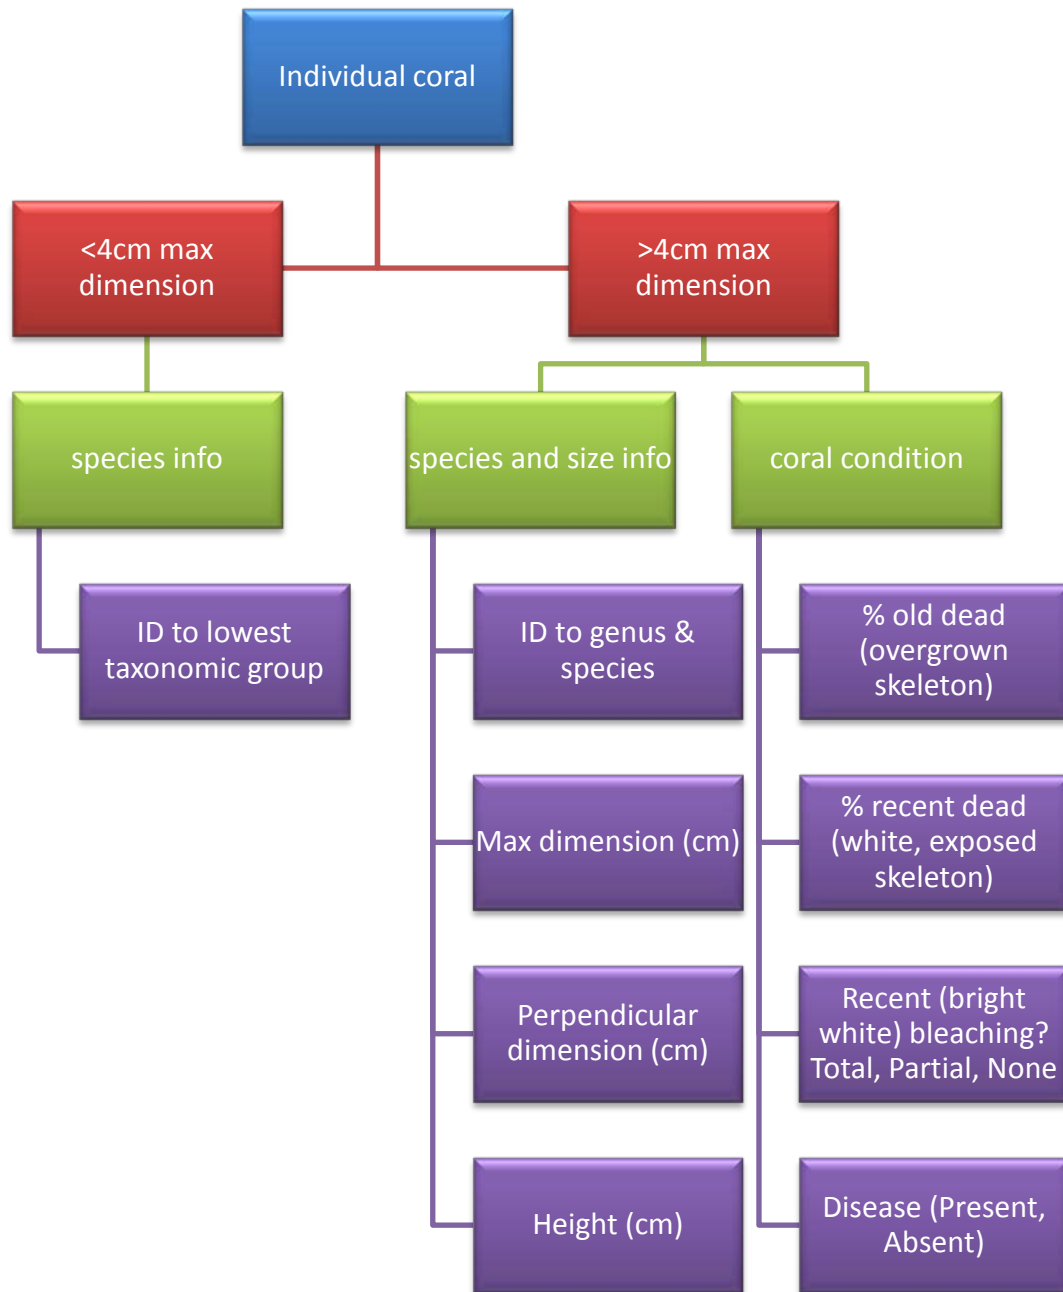 Individual coral
<4cm max
dimension
>4cm max
dimension
species info
species and size info
coral condition
ID to lowest
taxonomic group
ID to genus &
species
% old dead
(overgrown
skeleton)
Max dimension (cm)
% recent dead
(white, exposed
skeleton)
Perpendicular
dimension (cm)
Recent (bright
white) bleaching?
Total, Partial, None
Height (cm)
Disease (Present,
Absent)